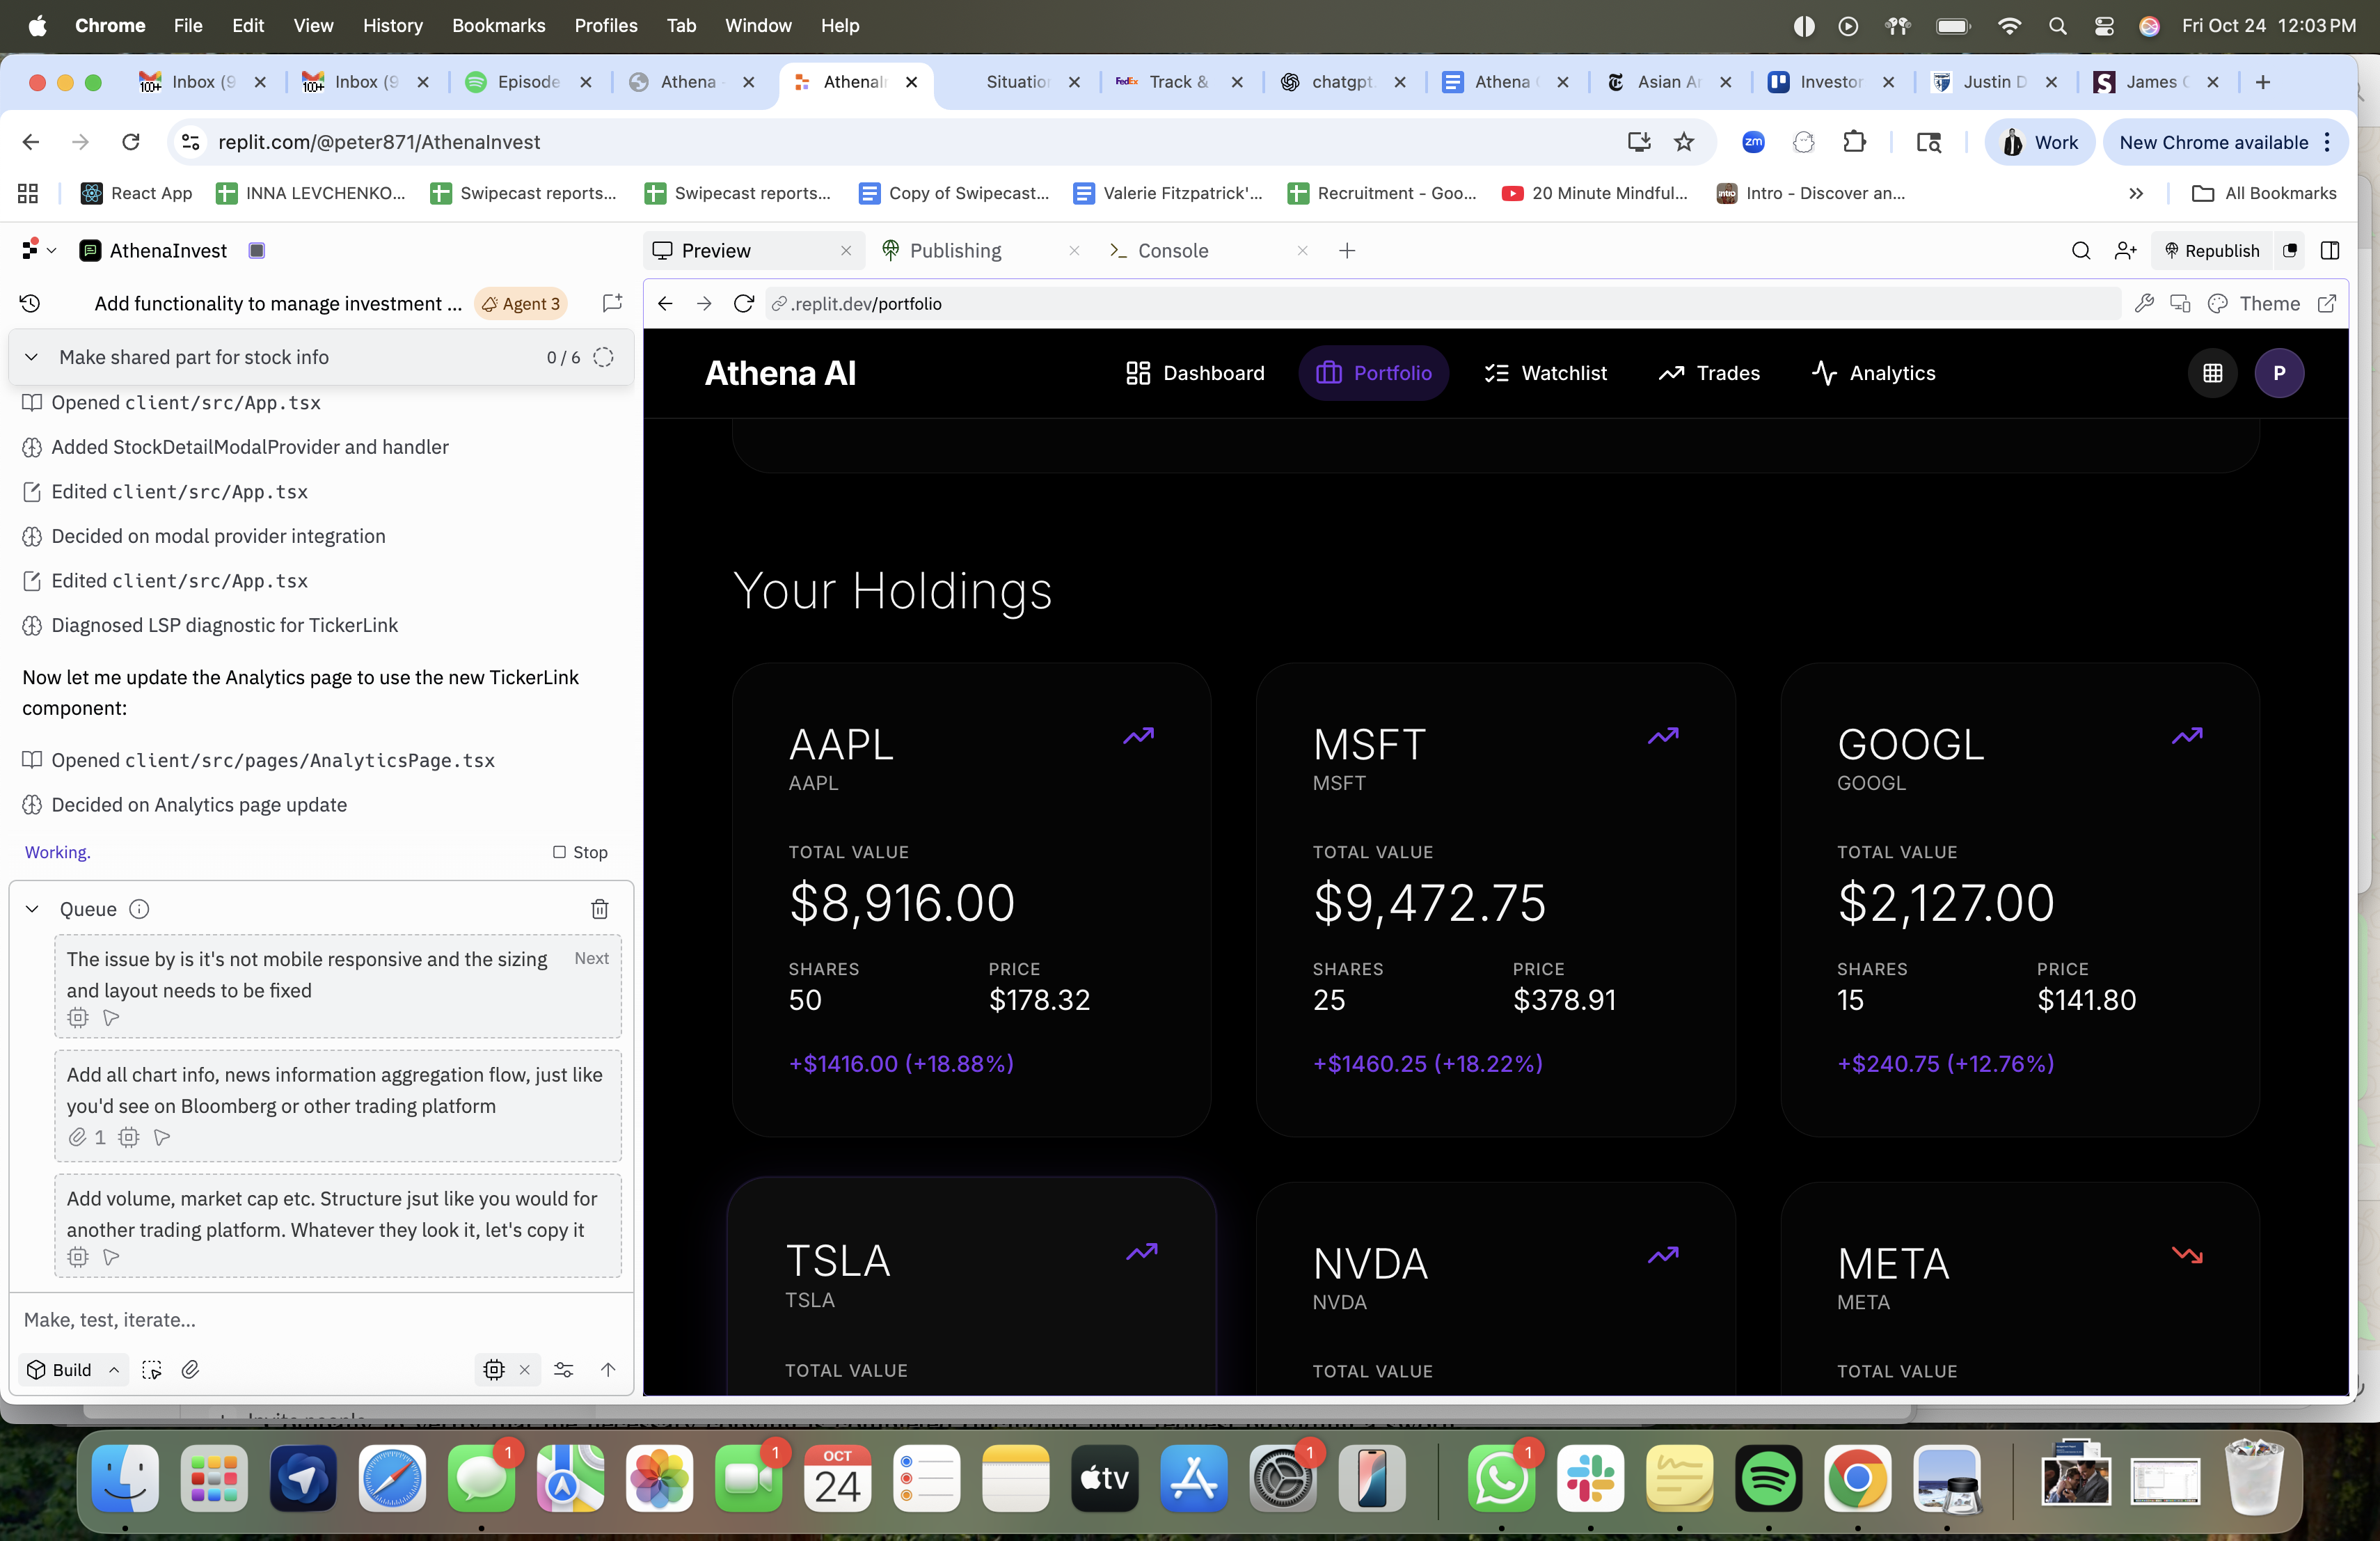 Chrome File Edit View History Bookmarks Profiles Tab Window Help Fri Oct 24 12:03 PM
Inbox (9 Inbox (9 Episode Athena - AthenaI Situation FedEx Track & chatgpt. Athena Asian Ar Investor Justin D James
replit.com/@peter871/AthenaInvest zm Work New Chrome available
React App INNA LEVCHENKO... Swipecast reports... Swipecast reports... Copy of Swipecast... Valerie Fitzpatrick'... Recruitment - Goo... 20 Minute Mindful... intro Intro - Discover an... All Bookmarks
AthenaInvest Preview Publishing Console Republish
Add functionality to manage investment ... Agent 3
.replit.dev/portfolio Theme
Make shared part for stock info 0 / 6
Opened client/src/App.tsx
Added StockDetailModalProvider and handler
Edited client/src/App.tsx
Decided on modal provider integration
Edited client/src/App.tsx
Diagnosed LSP diagnostic for TickerLink
Now let me update the Analytics page to use the new TickerLink
component:
Opened client/src/pages/AnalyticsPage.tsx
Decided on Analytics page update
Working. Stop
Queue
The issue by is it's not mobile responsive and the sizing Next
and layout needs to be fixed
Add all chart info, news information aggregation flow, just like
you'd see on Bloomberg or other trading platform
1
Add volume, market cap etc. Structure jsut like you would for
another trading platform. Whatever they look it, let's copy it
Make, test, iterate...
Build
Athena AI Dashboard Portfolio Watchlist Trades Analytics P
Your Holdings
AAPL
AAPL
TOTAL VALUE
$8,916.00
SHARES PRICE
50 $178.32
+$1416.00 (+18.88%)
MSFT
MSFT
TOTAL VALUE
$9,472.75
SHARES PRICE
25 $378.91
+$1460.25 (+18.22%)
GOOGL
GOOGL
TOTAL VALUE
$2,127.00
SHARES PRICE
15 $141.80
+$240.75 (+12.76%)
TSLA
TSLA
TOTAL VALUE
NVDA
NVDA
TOTAL VALUE
META
META
TOTAL VALUE
1 1 OCT 24 tv 1 1